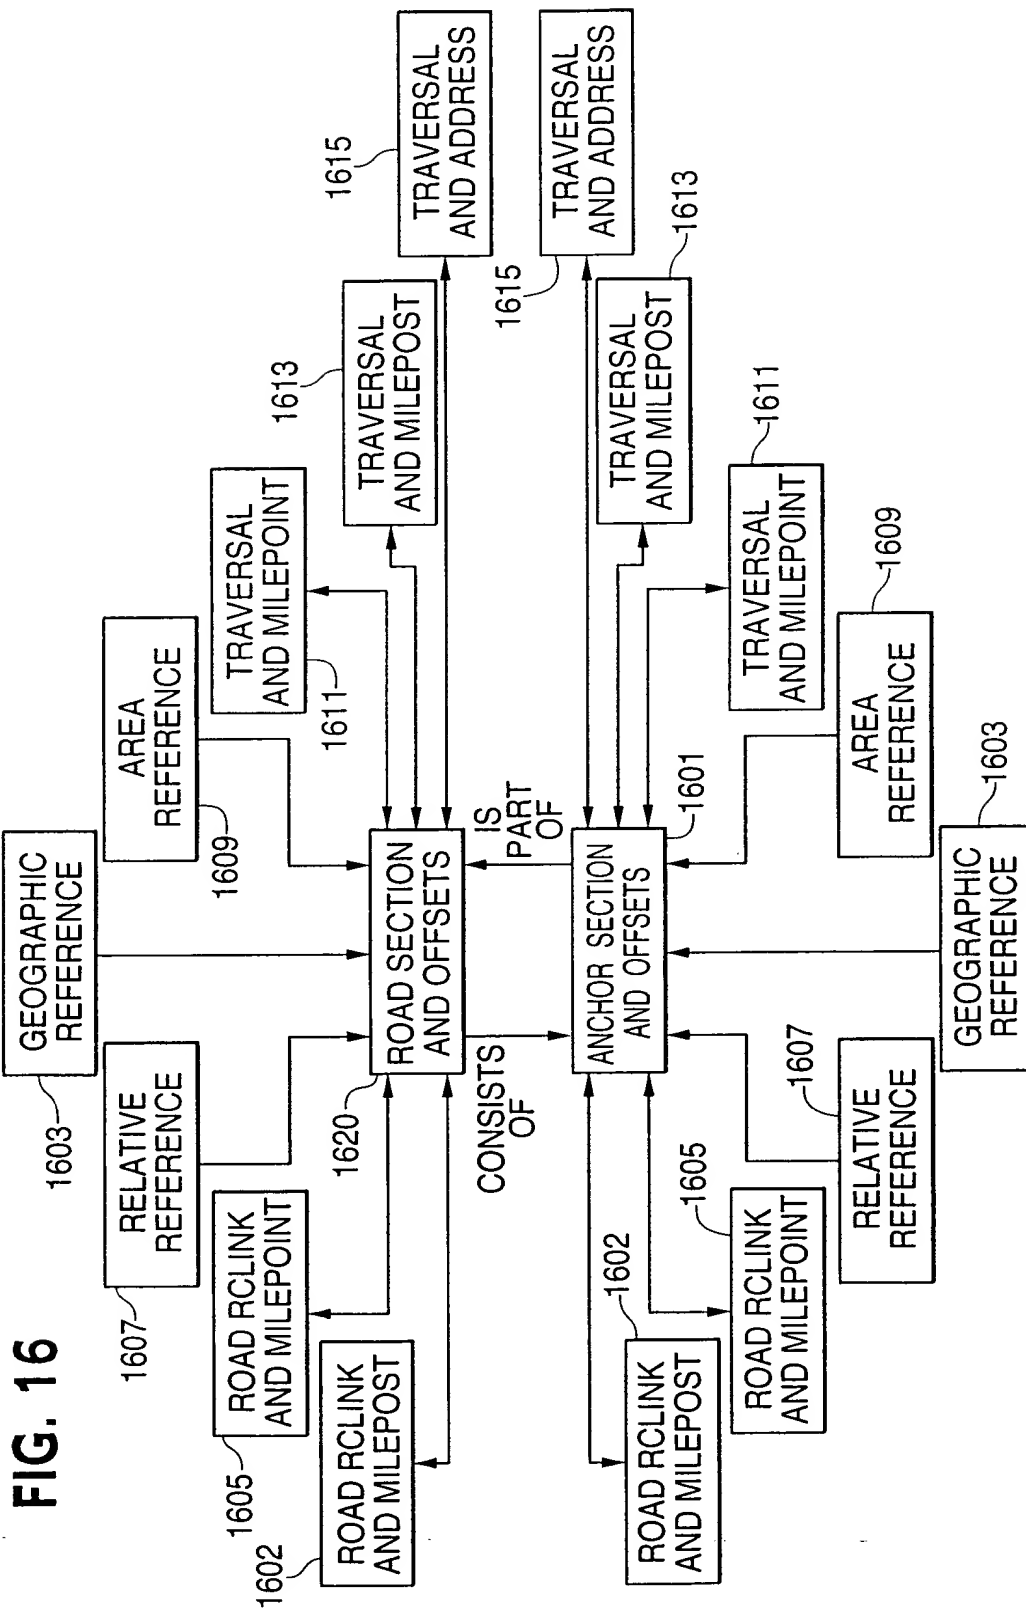 FIG. 16
1603
GEOGRAPHIC
REFERENCE
1607
RELATIVE
REFERENCE
AREA
REFERENCE
1609
1605
ROAD RCLINK
AND MILEPOINT
TRAVERSAL
AND MILEPOINT
1611
1602
ROAD RCLINK
AND MILEPOST
1613
TRAVERSAL
AND MILEPOST
1615
TRAVERSAL
AND ADDRESS
1620
ROAD SECTION
AND OFFSETS
CONSISTS
OF
IS
PART
OF
ANCHOR SECTION
AND OFFSETS
1601
1602
ROAD RCLINK
AND MILEPOST
1605
ROAD RCLINK
AND MILEPOINT
1615
TRAVERSAL
AND ADDRESS
TRAVERSAL
AND MILEPOST
1613
TRAVERSAL
AND MILEPOINT
1611
1607
RELATIVE
REFERENCE
AREA
REFERENCE
1609
GEOGRAPHIC
REFERENCE
1603